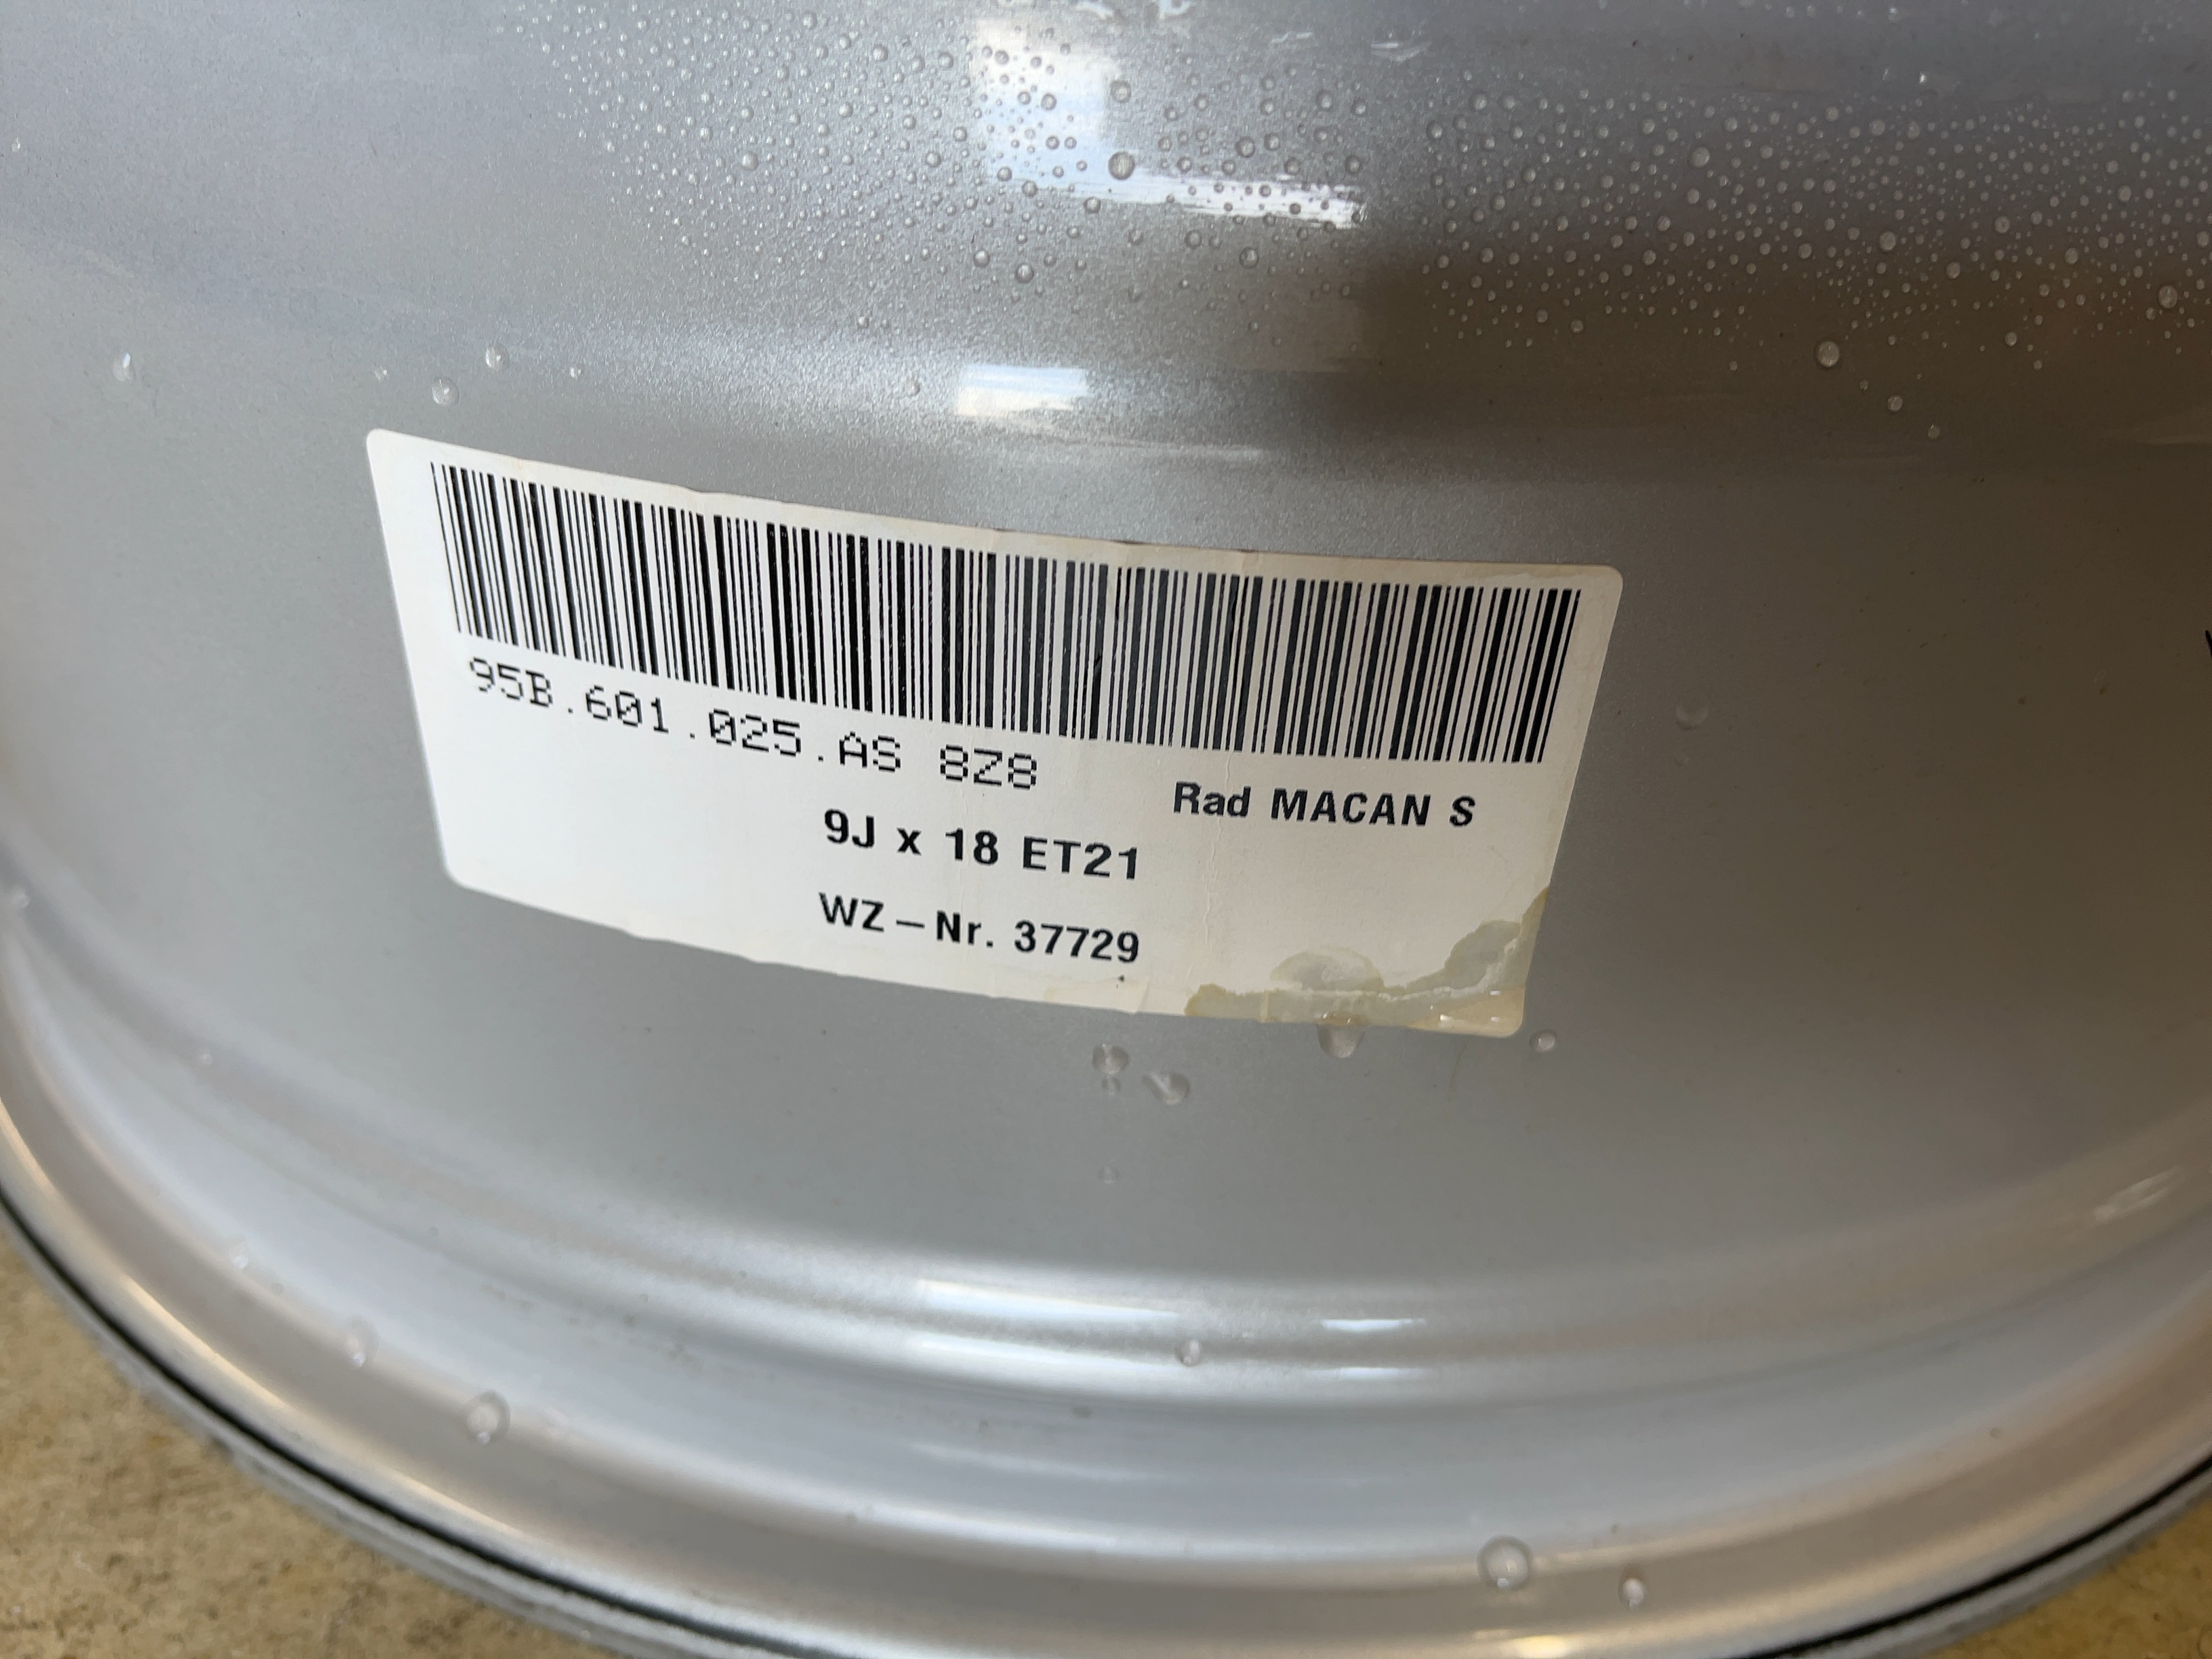 95B.601.025.AS 8Z8
Rad MACAN S
9J x 18 ET21
WZ-Nr. 37729